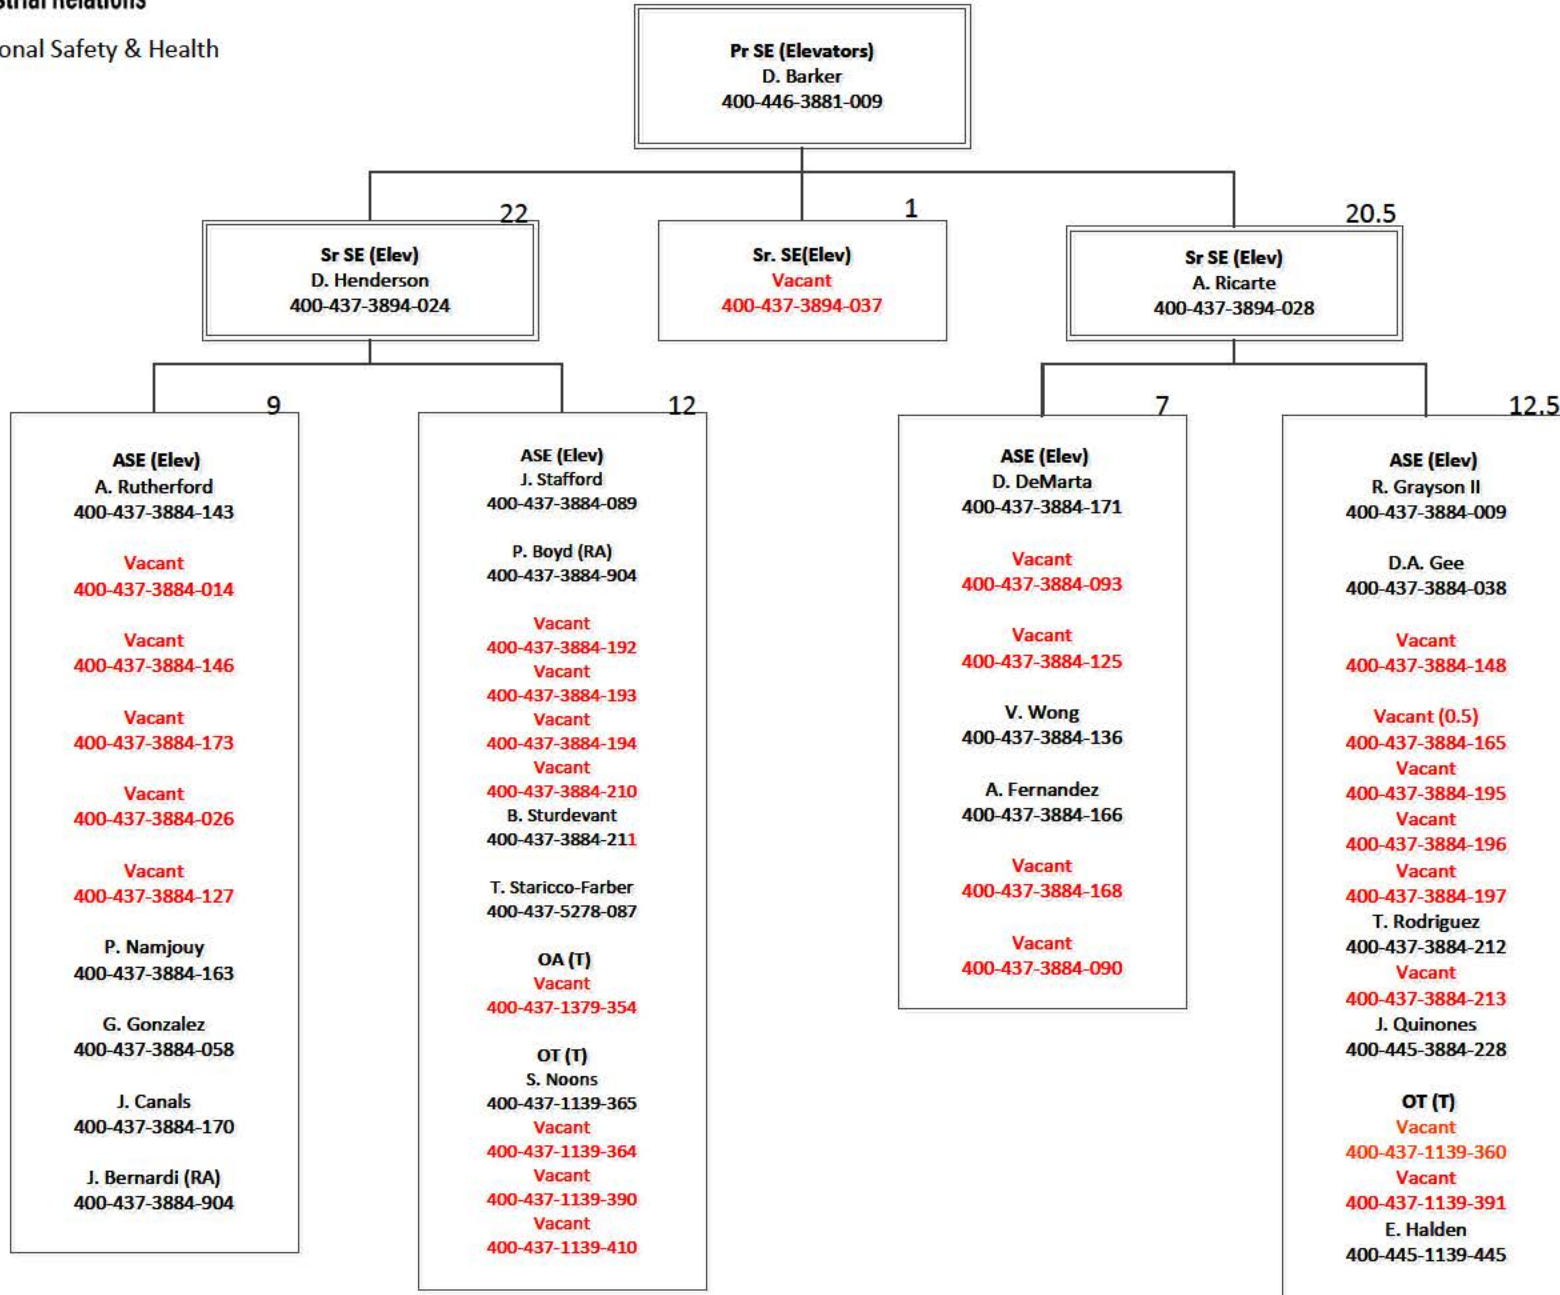 Relations
Safety & Health
Pr SE (Elevators)
D. Barker
400-446-3881-009
22
Sr SE (Elev)
D. Henderson
400-437-3894-024
1
Sr. SE(Elev)
Vacant
400-437-3894-037
20.5
Sr SE (Elev)
A. Ricarte
400-437-3894-028
9
ASE (Elev)
A. Rutherford
400-437-3884-143
Vacant
400-437-3884-014
Vacant
400-437-3884-146
Vacant
400-437-3884-173
Vacant
400-437-3884-026
Vacant
400-437-3884-127
P. Namjouy
400-437-3884-163
G. Gonzalez
400-437-3884-058
J. Canals
400-437-3884-170
J. Bernardi (RA)
400-437-3884-904
12
ASE (Elev)
J. Stafford
400-437-3884-089
P. Boyd (RA)
400-437-3884-904
Vacant
400-437-3884-192
Vacant
400-437-3884-193
Vacant
400-437-3884-194
Vacant
400-437-3884-210
B. Sturdevant
400-437-3884-211
T. Staricco-Farber
400-437-5278-087
OA (T)
Vacant
400-437-1379-354
OT (T)
S. Noons
400-437-1139-365
Vacant
400-437-1139-364
Vacant
400-437-1139-390
Vacant
400-437-1139-410
7
ASE (Elev)
D. DeMarta
400-437-3884-171
Vacant
400-437-3884-093
Vacant
400-437-3884-125
V. Wong
400-437-3884-136
A. Fernandez
400-437-3884-166
Vacant
400-437-3884-168
Vacant
400-437-3884-090
12.5
ASE (Elev)
R. Grayson II
400-437-3884-009
D.A. Gee
400-437-3884-038
Vacant
400-437-3884-148
Vacant (0.5)
400-437-3884-165
Vacant
400-437-3884-195
Vacant
400-437-3884-196
Vacant
400-437-3884-197
T. Rodriguez
400-437-3884-212
Vacant
400-437-3884-213
J. Quinones
400-445-3884-228
OT (T)
Vacant
400-437-1139-360
Vacant
400-437-1139-391
E. Halden
400-445-1139-445